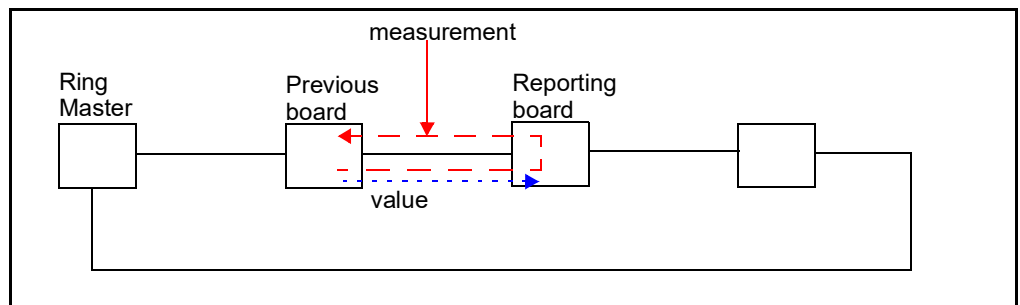 measurement
Ring
Master
Previous
board
Reporting
board
value